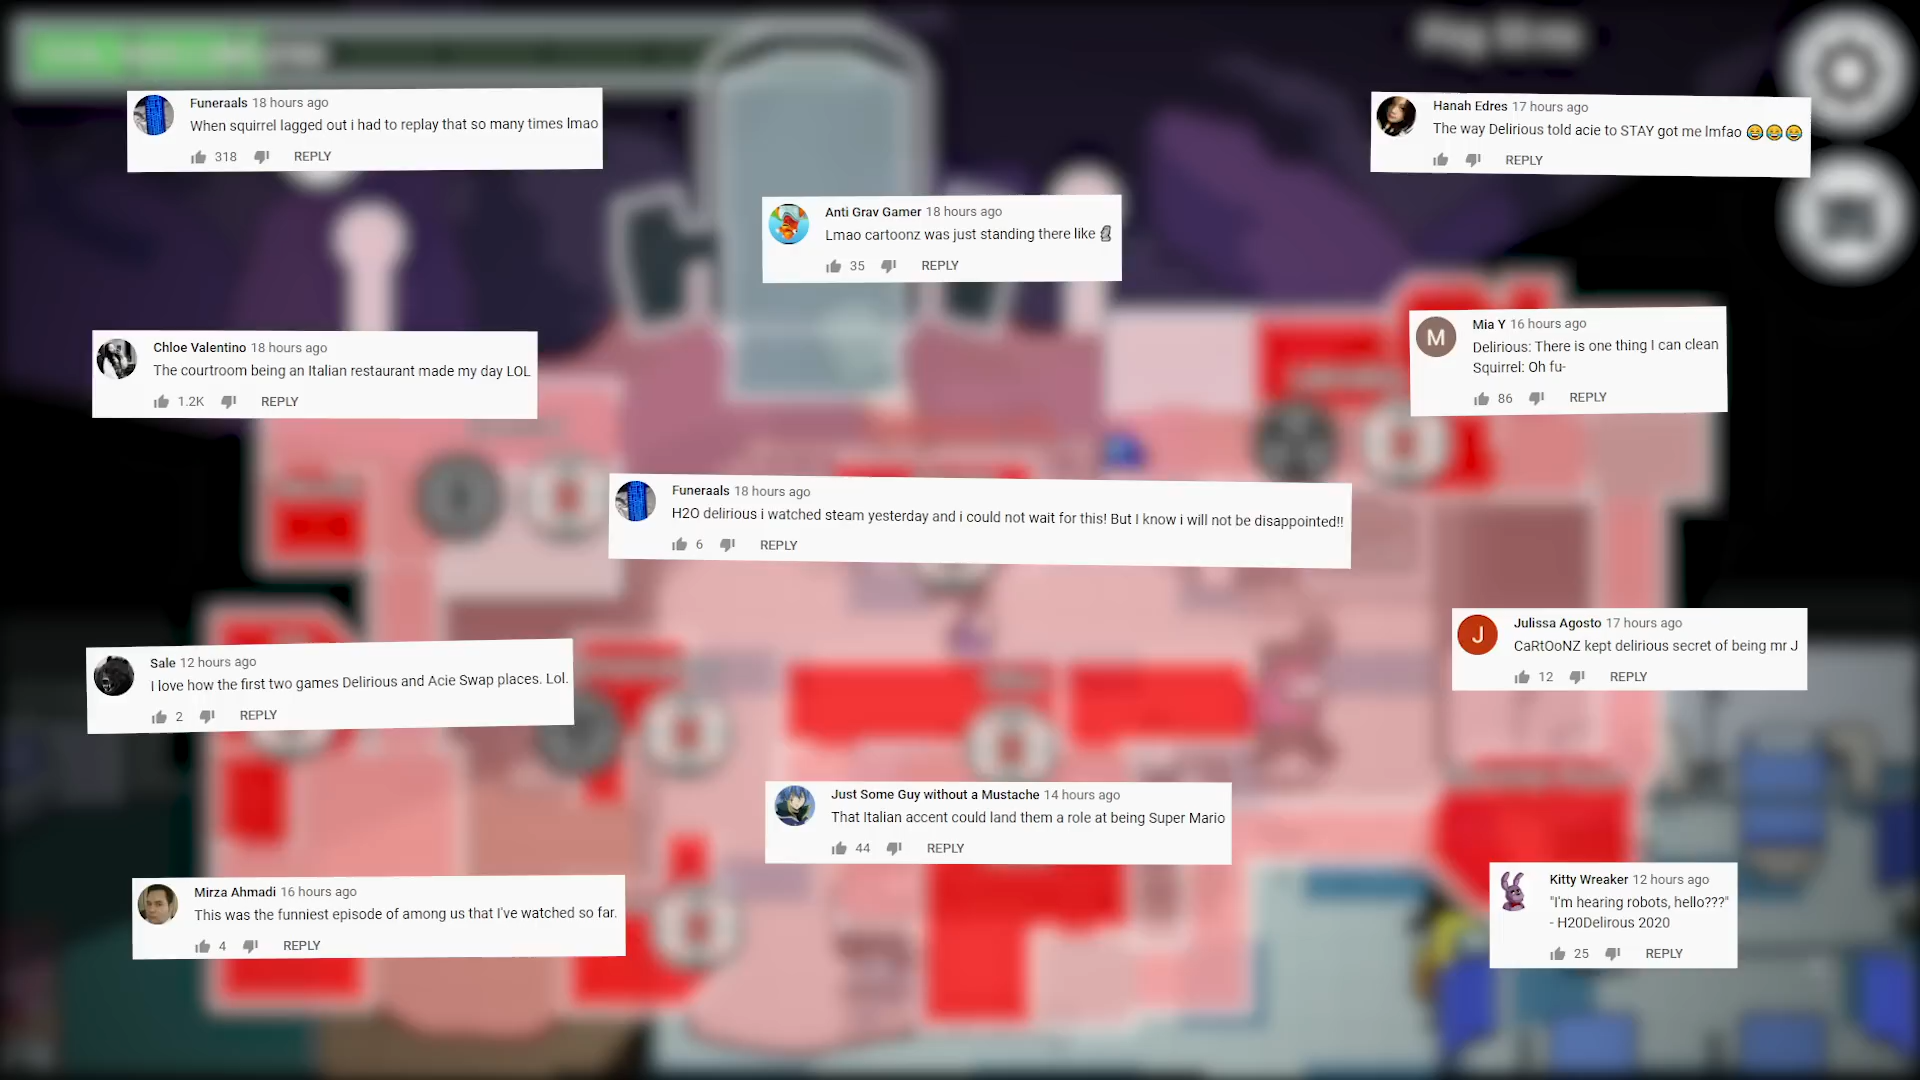 Funeraals 18 hours ago
When squirrel lagged out i had to replay that so many times lmao
318 REPLY
Hanah Edres 17 hours ago
The way Delirious told acie to STAY got me lmfao 😂😂😂
REPLY
Anti Grav Gamer 18 hours ago
Lmao cartoonz was just standing there like 🗿
35 REPLY
Chloe Valentino 18 hours ago
The courtroom being an Italian restaurant made my day LOL
1.2K REPLY
M
Mia Y 16 hours ago
Delirious: There is one thing I can clean
Squirrel: Oh fu-
86 REPLY
Funeraals 18 hours ago
H2O delirious i watched steam yesterday and i could not wait for this! But I know i will not be disappointed!!
6 REPLY
Sale 12 hours ago
I love how the first two games Delirious and Acie Swap places. Lol.
2 REPLY
J
Julissa Agosto 17 hours ago
CaRtOoNZ kept delirious secret of being mr J
12 REPLY
Just Some Guy without a Mustache 14 hours ago
That Italian accent could land them a role at being Super Mario
44 REPLY
Mirza Ahmadi 16 hours ago
This was the funniest episode of among us that I've watched so far.
4 REPLY
Kitty Wreaker 12 hours ago
"I'm hearing robots, hello???"
- H20Delirous 2020
25 REPLY